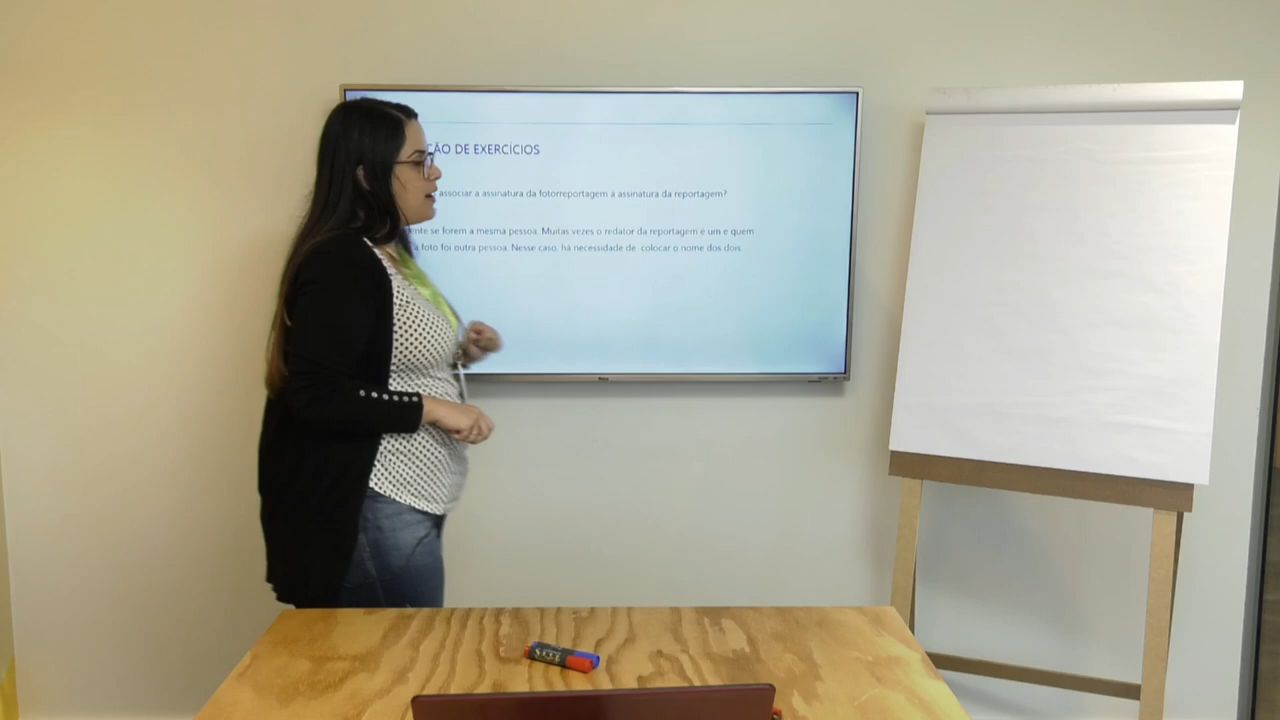 ÇÃO DE EXERCÍCIOS
associar a assinatura da fotorreportagem à assinatura da reportagem?
ente se forem a mesma pessoa. Muitas vezes o redator da reportagem é um e quem
a foto foi outra pessoa. Nesse caso, há necessidade de colocar o nome dos dois.